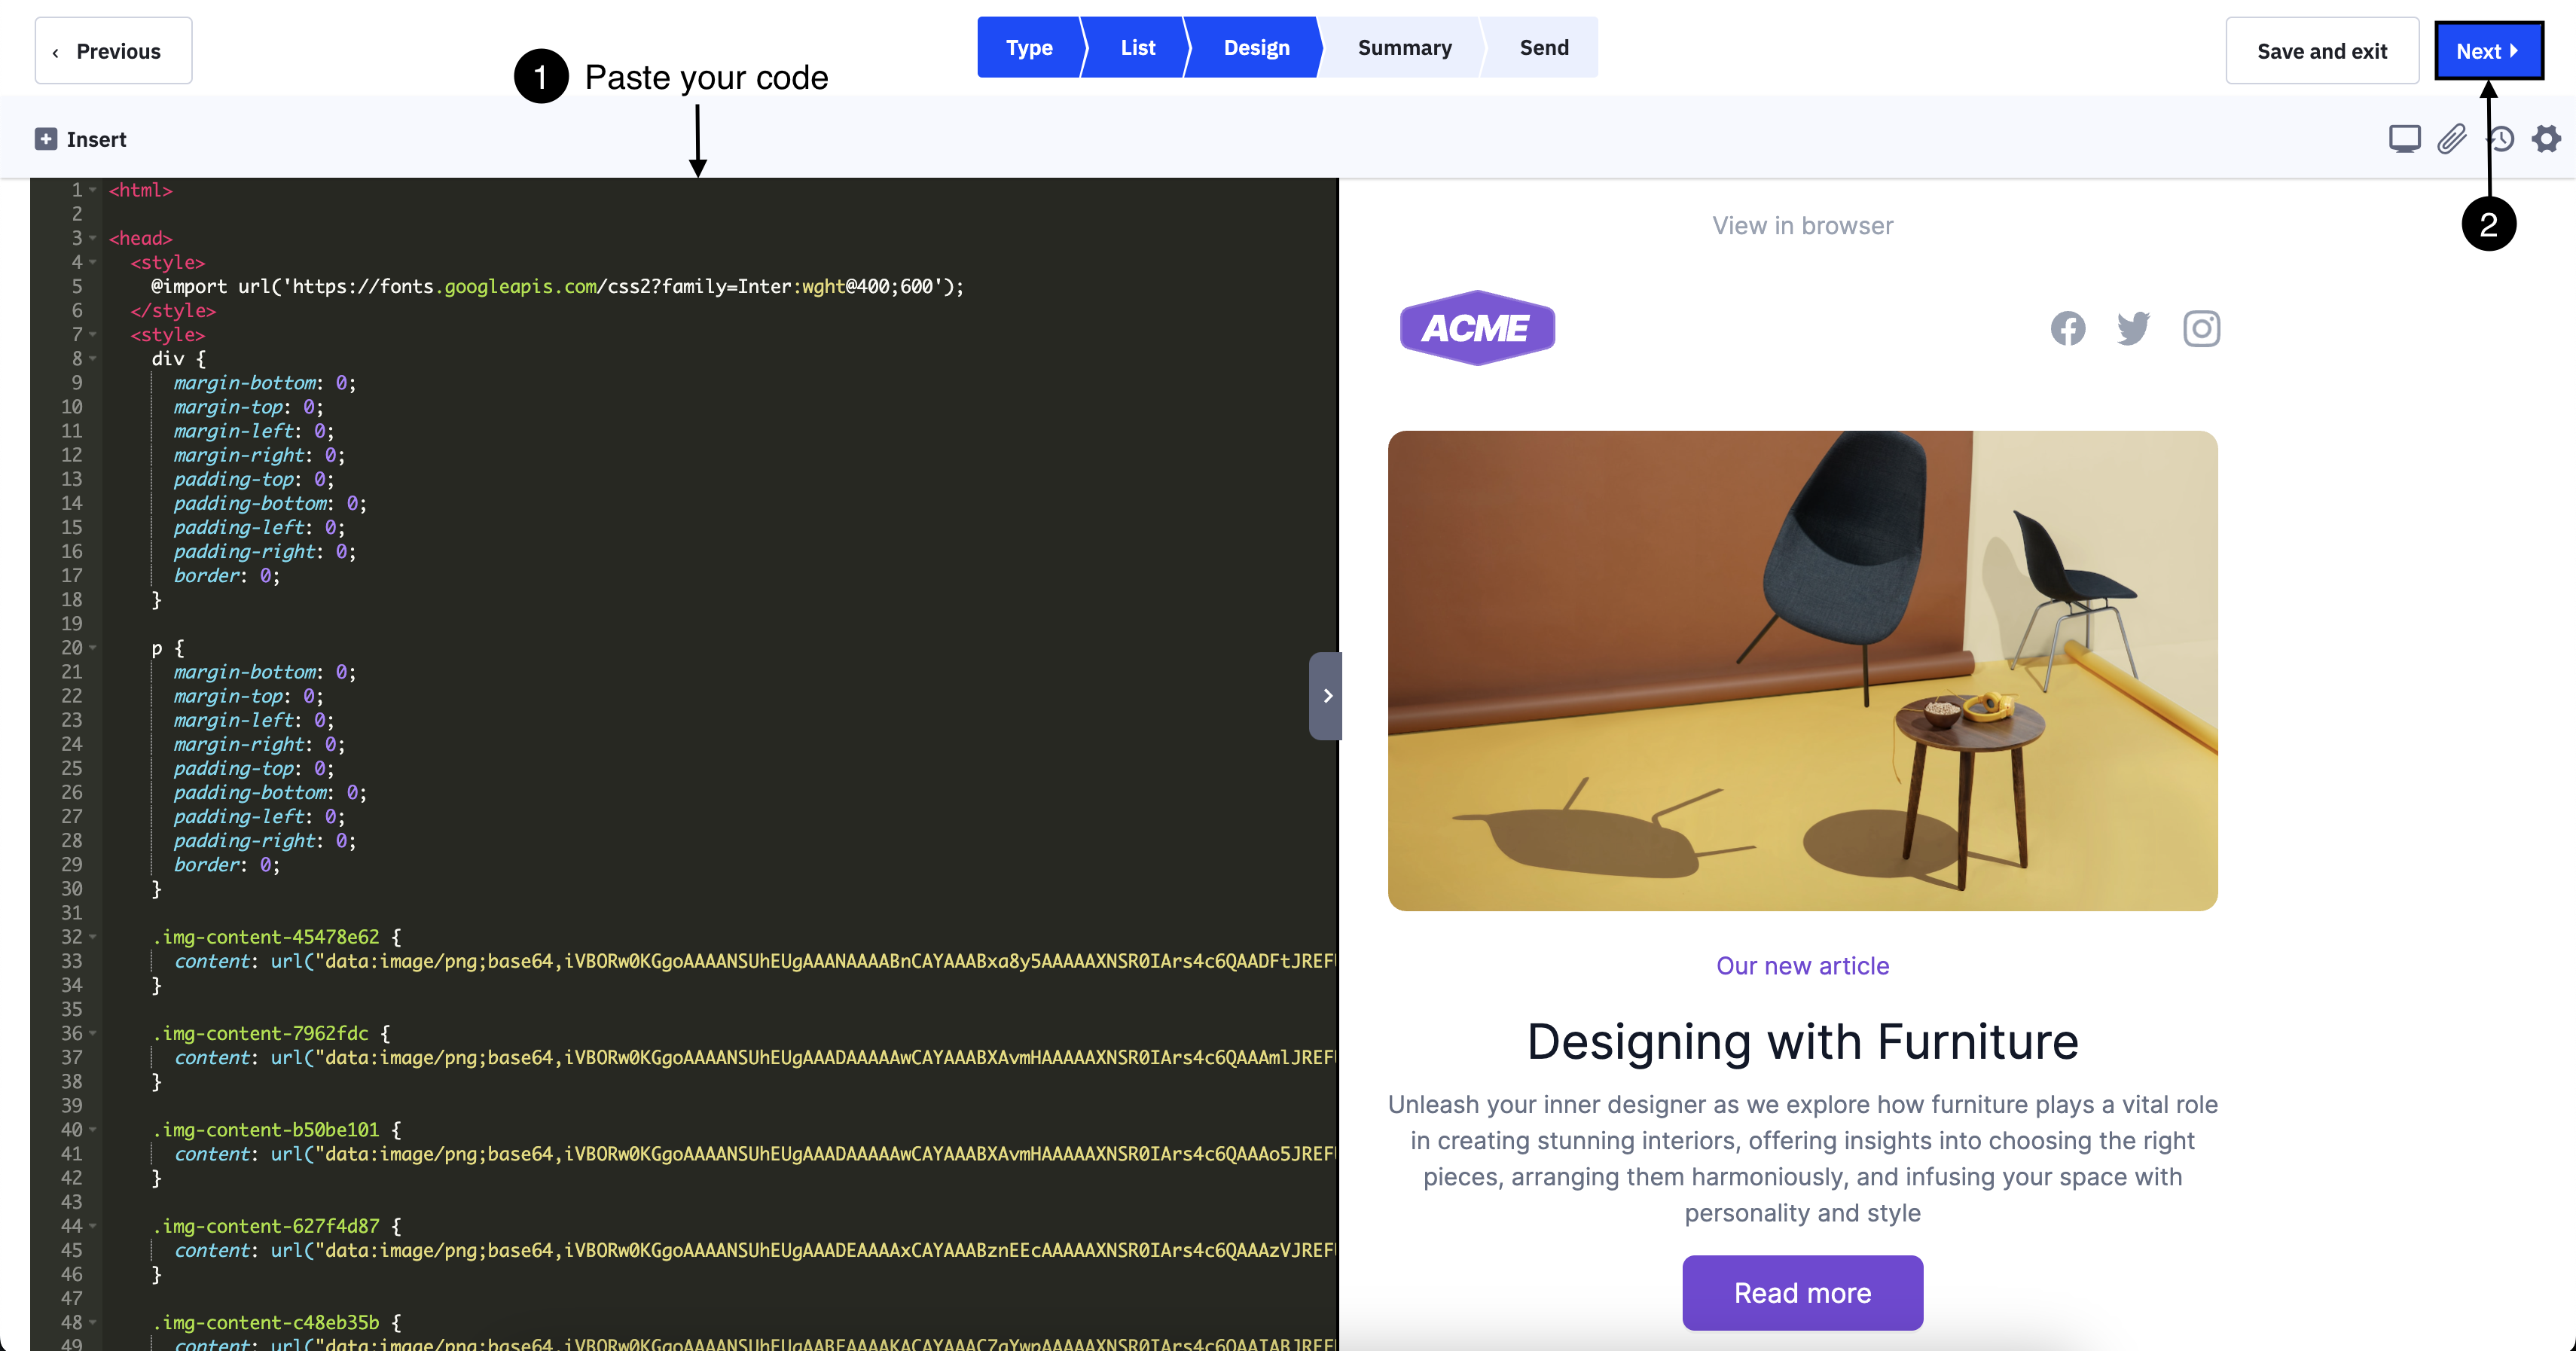 ‹ Previous
Type
List
Design
Summary
Send
Save and exit
Next
1 Paste your code
Insert
2
1 <html>
2
3 <head>
4 <style>
5 @import url('https://fonts.googleapis.com/css2?family=Inter:wght@400;600');
6 </style>
7 <style>
8 div {
9 margin-bottom: 0;
10 margin-top: 0;
11 margin-left: 0;
12 margin-right: 0;
13 padding-top: 0;
14 padding-bottom: 0;
15 padding-left: 0;
16 padding-right: 0;
17 border: 0;
18 }
19
20 p {
21 margin-bottom: 0;
22 margin-top: 0;
23 margin-left: 0;
24 margin-right: 0;
25 padding-top: 0;
26 padding-bottom: 0;
27 padding-left: 0;
28 padding-right: 0;
29 border: 0;
30 }
31
32 .img-content-45478e62 {
33 content: url("data:image/png;base64,iVBORw0KGgoAAAANSUhEUgAAANAAAABnCAYAAABxa8y5AAAAAXNSR0IArs4c6QAADFtJREF
34 }
35
36 .img-content-7962fdc {
37 content: url("data:image/png;base64,iVBORw0KGgoAAAANSUhEUgAAADAAAAAwCAYAAABXAvmHAAAAAXNSR0IArs4c6QAAAmlJREF
38 }
39
40 .img-content-b50be101 {
41 content: url("data:image/png;base64,iVBORw0KGgoAAAANSUhEUgAAADAAAAAwCAYAAABXAvmHAAAAAXNSR0IArs4c6QAAAo5JREF
42 }
43
44 .img-content-627f4d87 {
45 content: url("data:image/png;base64,iVBORw0KGgoAAAANSUhEUgAAADEAAAAxCAYAAABznEEcAAAAAXNSR0IArs4c6QAAAzVJREF
46 }
47
48 .img-content-c48eb35b {
49 content: url("data:image/png;base64,
View in browser
ACME
Our new article
Designing with Furniture
Unleash your inner designer as we explore how furniture plays a vital role
in creating stunning interiors, offering insights into choosing the right
pieces, arranging them harmoniously, and infusing your space with
personality and style
Read more